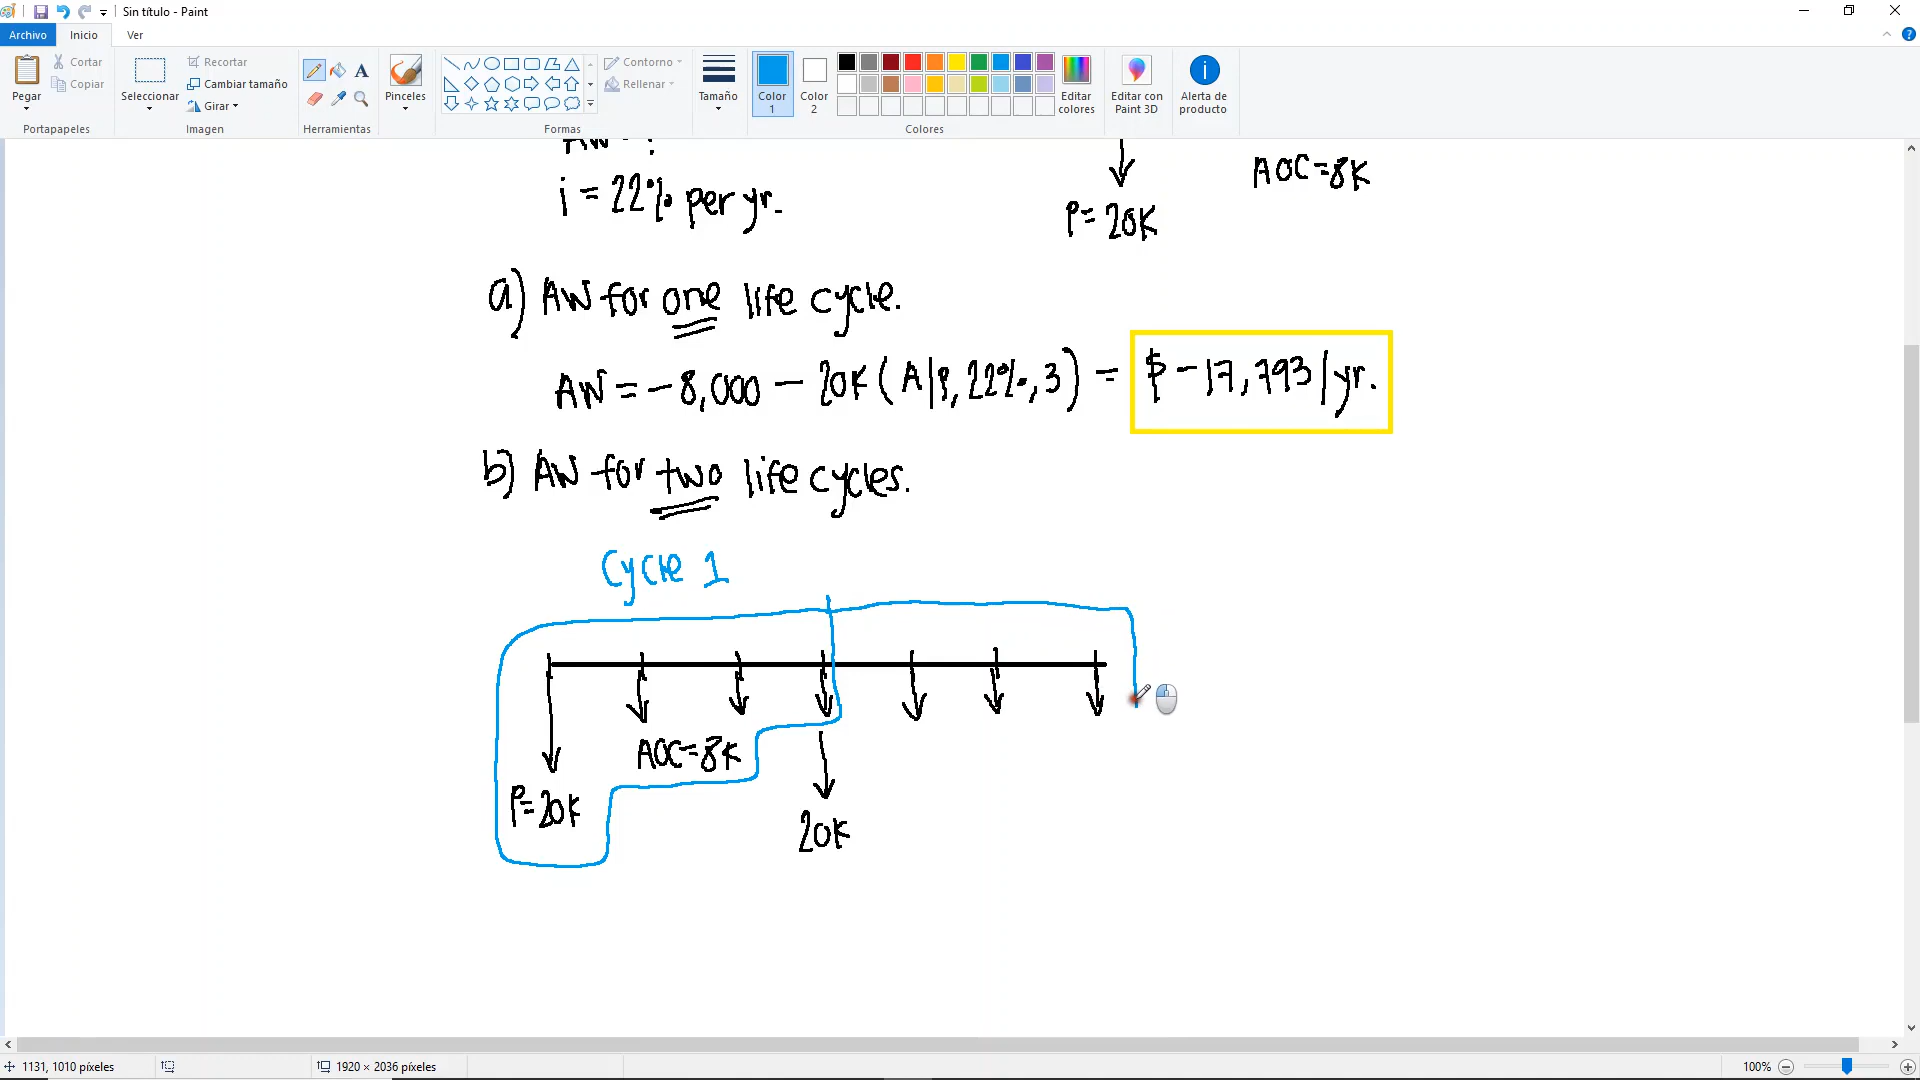 Sin título - Paint
Archivo Inicio Ver
Pegar
Cortar
Copiar
Portapapeles
Seleccionar
Recortar
Cambiar tamaño
Girar
Imagen
A
Herramientas
Pinceles
Contorno
Rellenar
Formas
Tamaño
Color 1
Color 2
Editar colores
Colores
Editar con Paint 3D
Alerta de producto
i = 22% per yr.
P = 20K
AOC = 8K
a) AW for one life cycle.
AW = -8,000 - 20K (A|P, 22%, 3) = $ -17,793/yr.
b) AW for two life cycles.
Cycle 1
AOC = 8K
P = 20K
20K
1131, 1010 píxeles
1920 × 2036 píxeles
100%